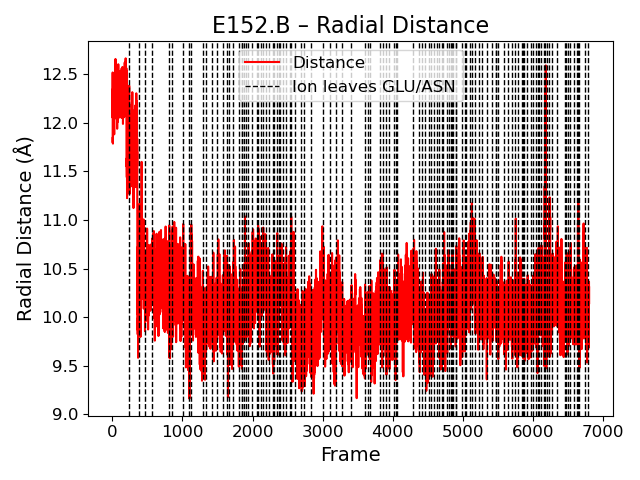 E152.B – Radial Distance
Distance
Ion leaves GLU/ASN
Radial Distance (Å)
12.5
12.0
11.5
11.0
10.5
10.0
9.5
9.0
0 1000 2000 3000 4000 5000 6000 7000
Frame